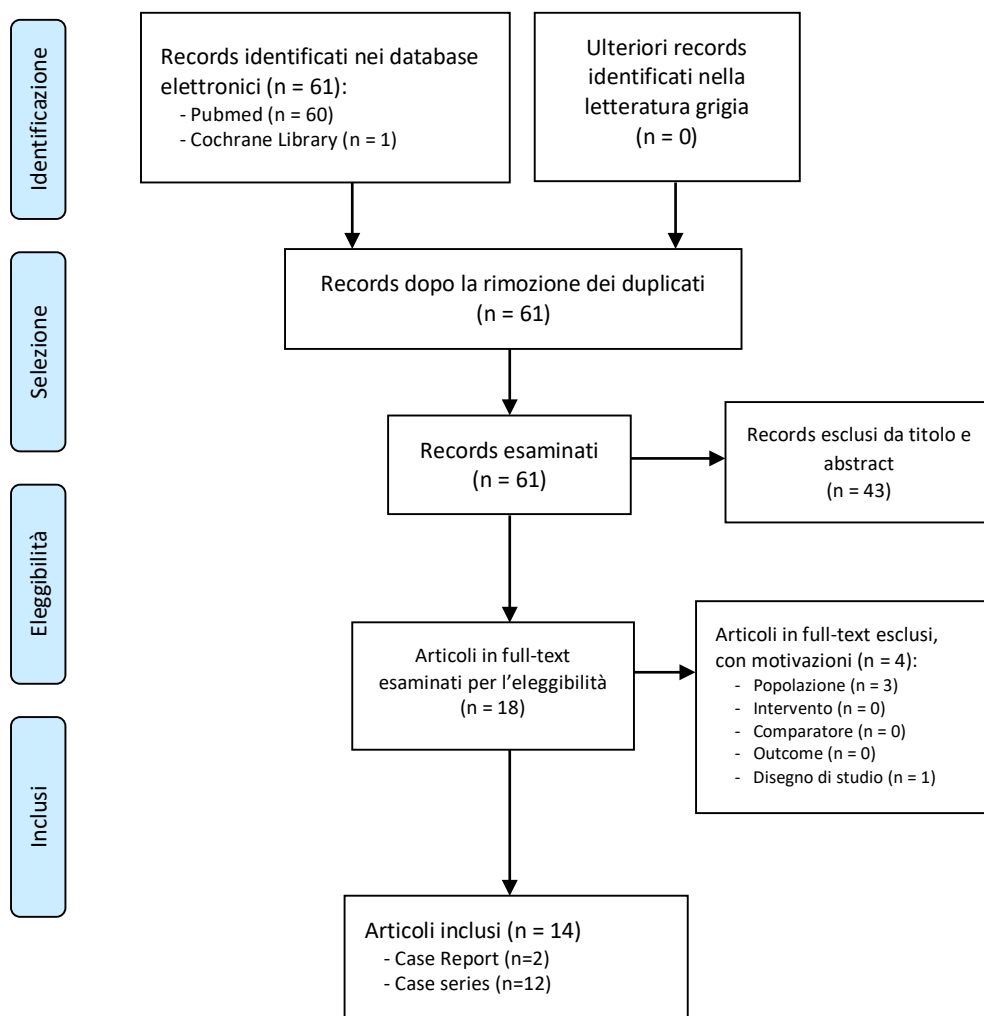 Identificazione
Records identificati nei database
elettronici (n = 61):
- Pubmed (n = 60)
- Cochrane Library (n = 1)
Ulteriori records
identificati nella
letteratura grigia
(n = 0)
Selezione
Records dopo la rimozione dei duplicati
(n = 61)
Records esaminati
(n = 61)
Records esclusi da titolo e
abstract
(n = 43)
Eleggibilità
Articoli in full-text
esaminati per l’eleggibilità
(n = 18)
Articoli in full-text esclusi,
con motivazioni (n = 4):
- Popolazione (n = 3)
- Intervento (n = 0)
- Comparatore (n = 0)
- Outcome (n = 0)
- Disegno di studio (n = 1)
Inclusi
Articoli inclusi (n = 14)
- Case Report (n=2)
- Case series (n=12)